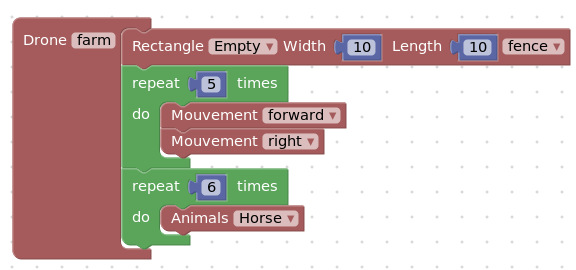 Drone farm
Rectangle Empty ▾ Width 10 Length 10 fence ▾
repeat 5 times
do Mouvement forward ▾
Mouvement right ▾
repeat 6 times
do Animals Horse ▾